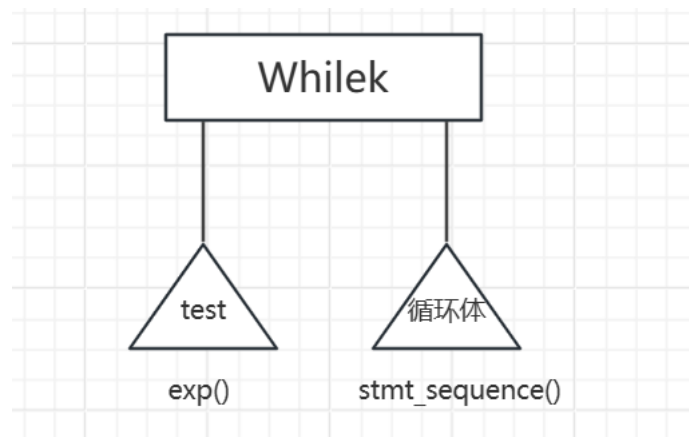 Whilek
test
循环体
exp()
stmt_sequence()